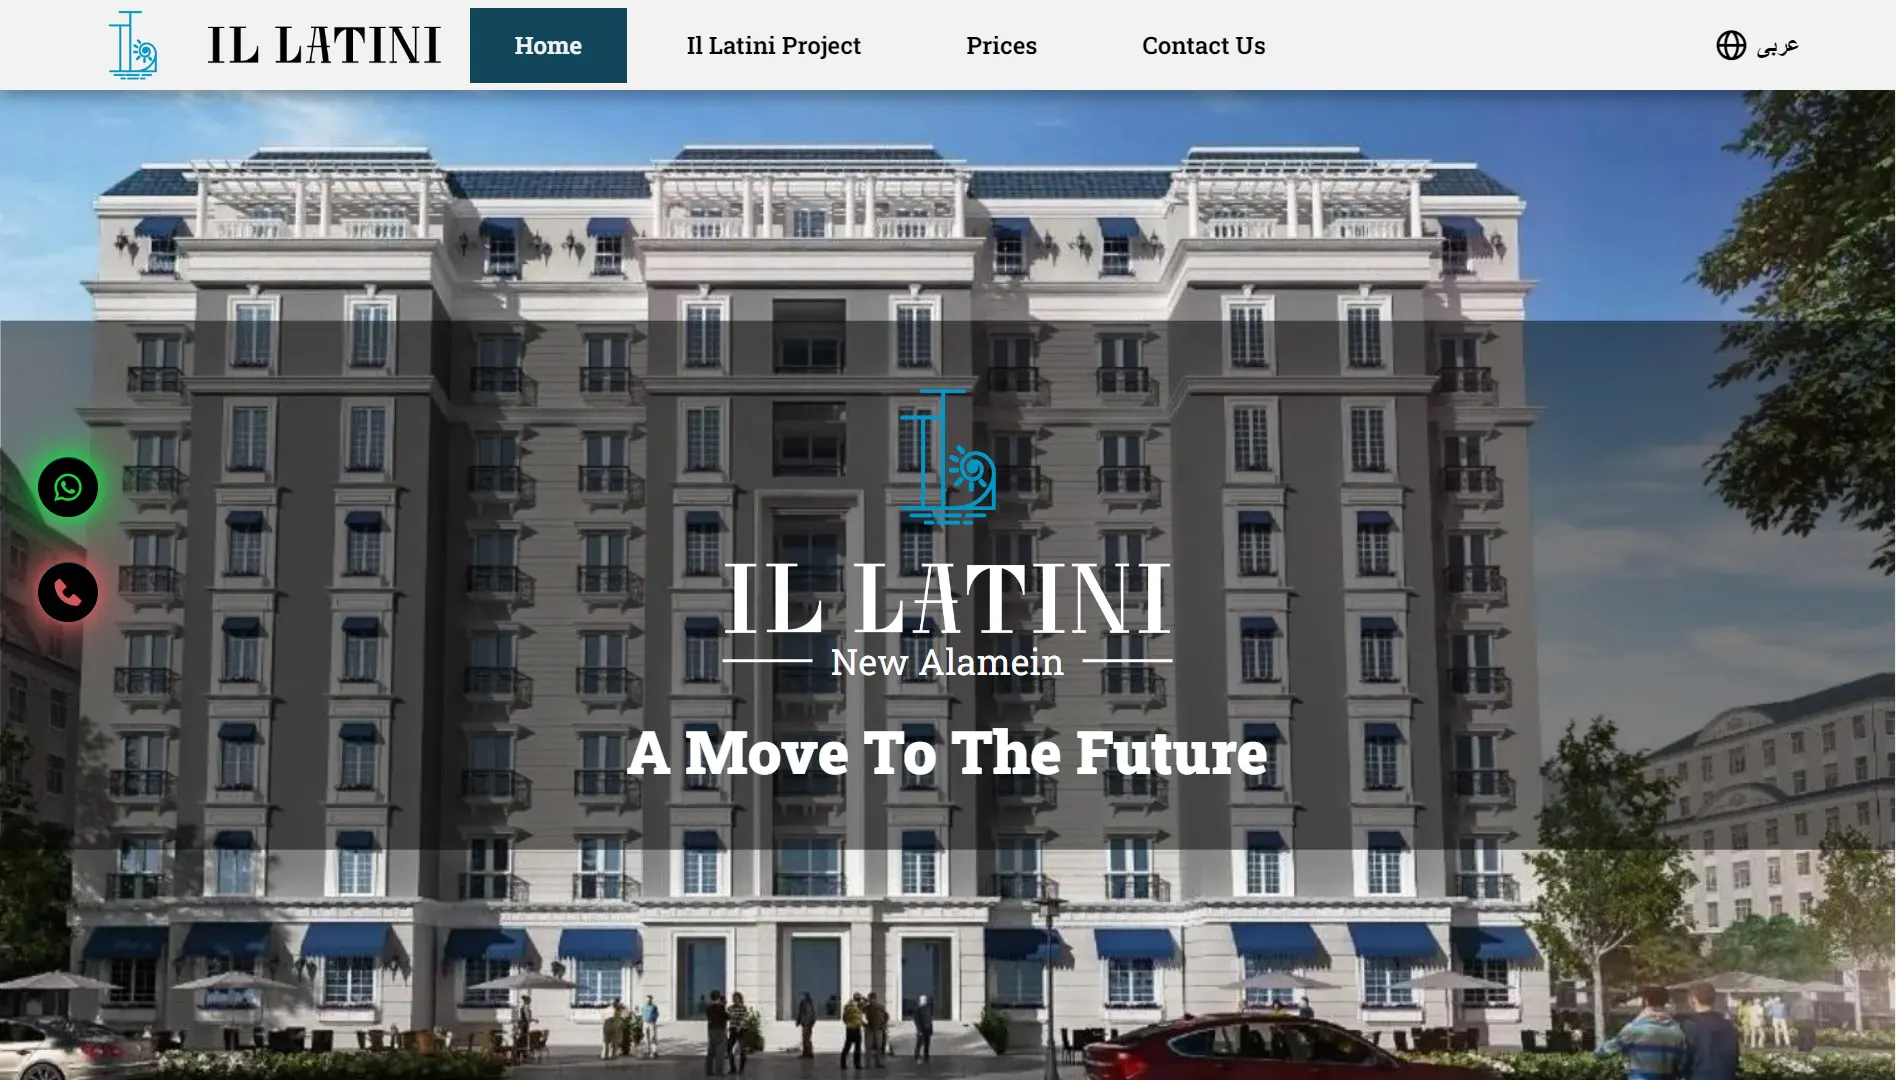 IL LATINI
Home
Il Latini Project
Prices
Contact Us
عربى
IL LATINI
New Alamein
A Move To The Future